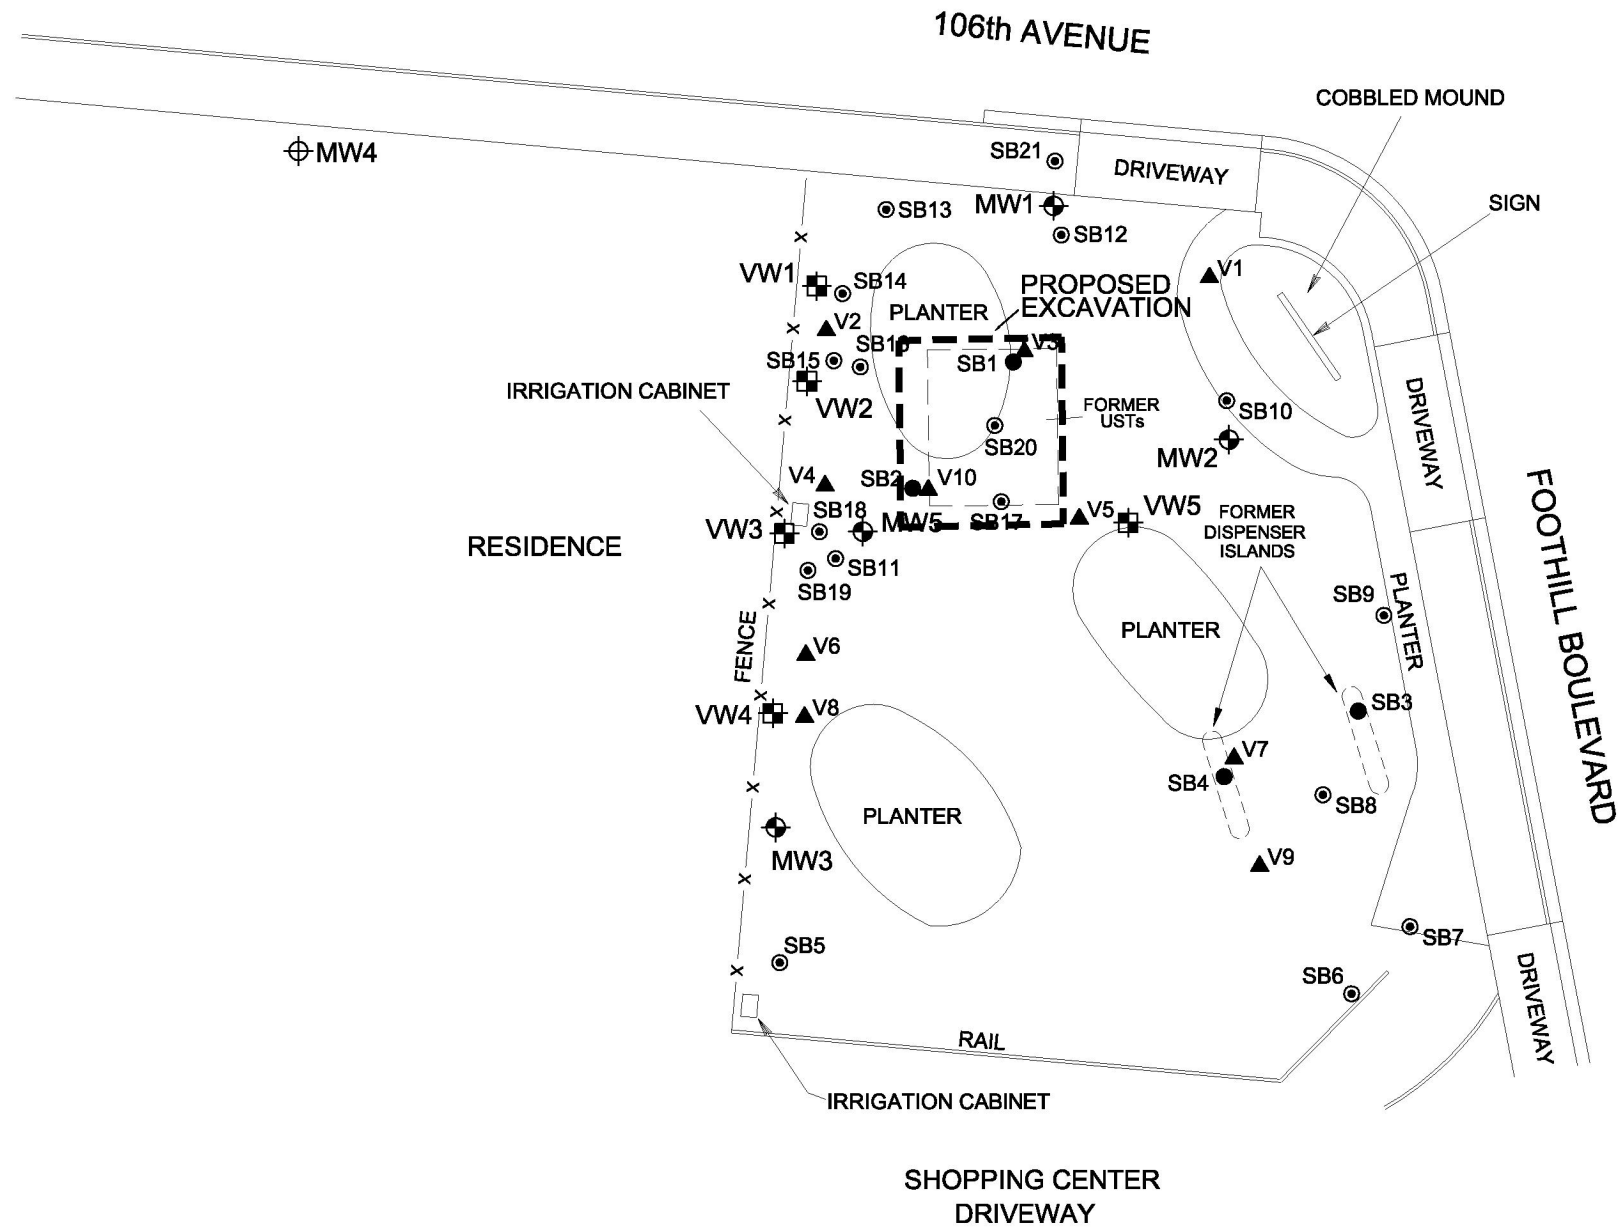 106th AVENUE
COBBLED MOUND
MW4
SB21
DRIVEWAY
SIGN
SB13
MW1
SB12
VW1
SB14
V1
PROPOSED
EXCAVATION
PLANTER
V2
SB16
V3
SB15
SB1
IRRIGATION CABINET
VW2
FORMER
USTs
SB10
DRIVEWAY
SB20
MW2
V4
SB2
V10
SB18
VW3
MW5
SB17
V5
VW5
FORMER
DISPENSER
ISLANDS
RESIDENCE
SB11
SB19
SB9
PLANTER
FOOTHILL BOULEVARD
FENCE
V6
PLANTER
VW4
V8
SB3
V7
SB4
SB8
PLANTER
MW3
V9
SB5
SB7
SB6
DRIVEWAY
RAIL
IRRIGATION CABINET
SHOPPING CENTER
DRIVEWAY
X
X
X
X
X
X
X
X
X